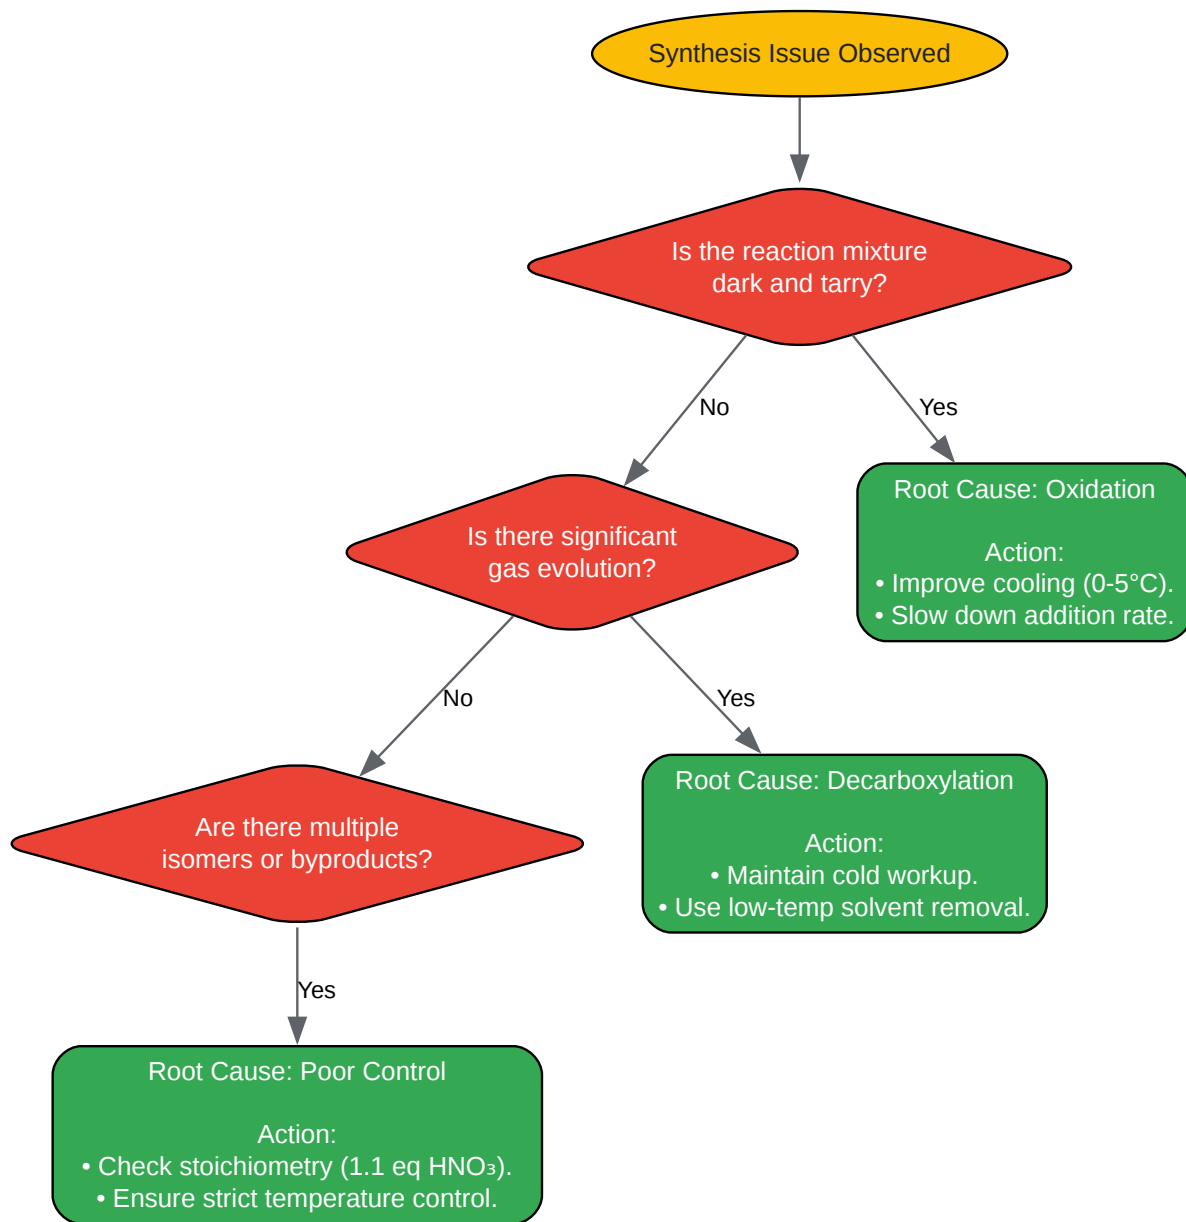 Synthesis Issue Observed
Is the reaction mixture
dark and tarry?
No
Yes
Is there significant
gas evolution?
Root Cause: Oxidation
Action:
• Improve cooling (0-5°C).
• Slow down addition rate.
No
Yes
Are there multiple
isomers or byproducts?
Root Cause: Decarboxylation
Action:
• Maintain cold workup.
• Use low-temp solvent removal.
Yes
Root Cause: Poor Control
Action:
• Check stoichiometry (1.1 eq HNO₃).
• Ensure strict temperature control.